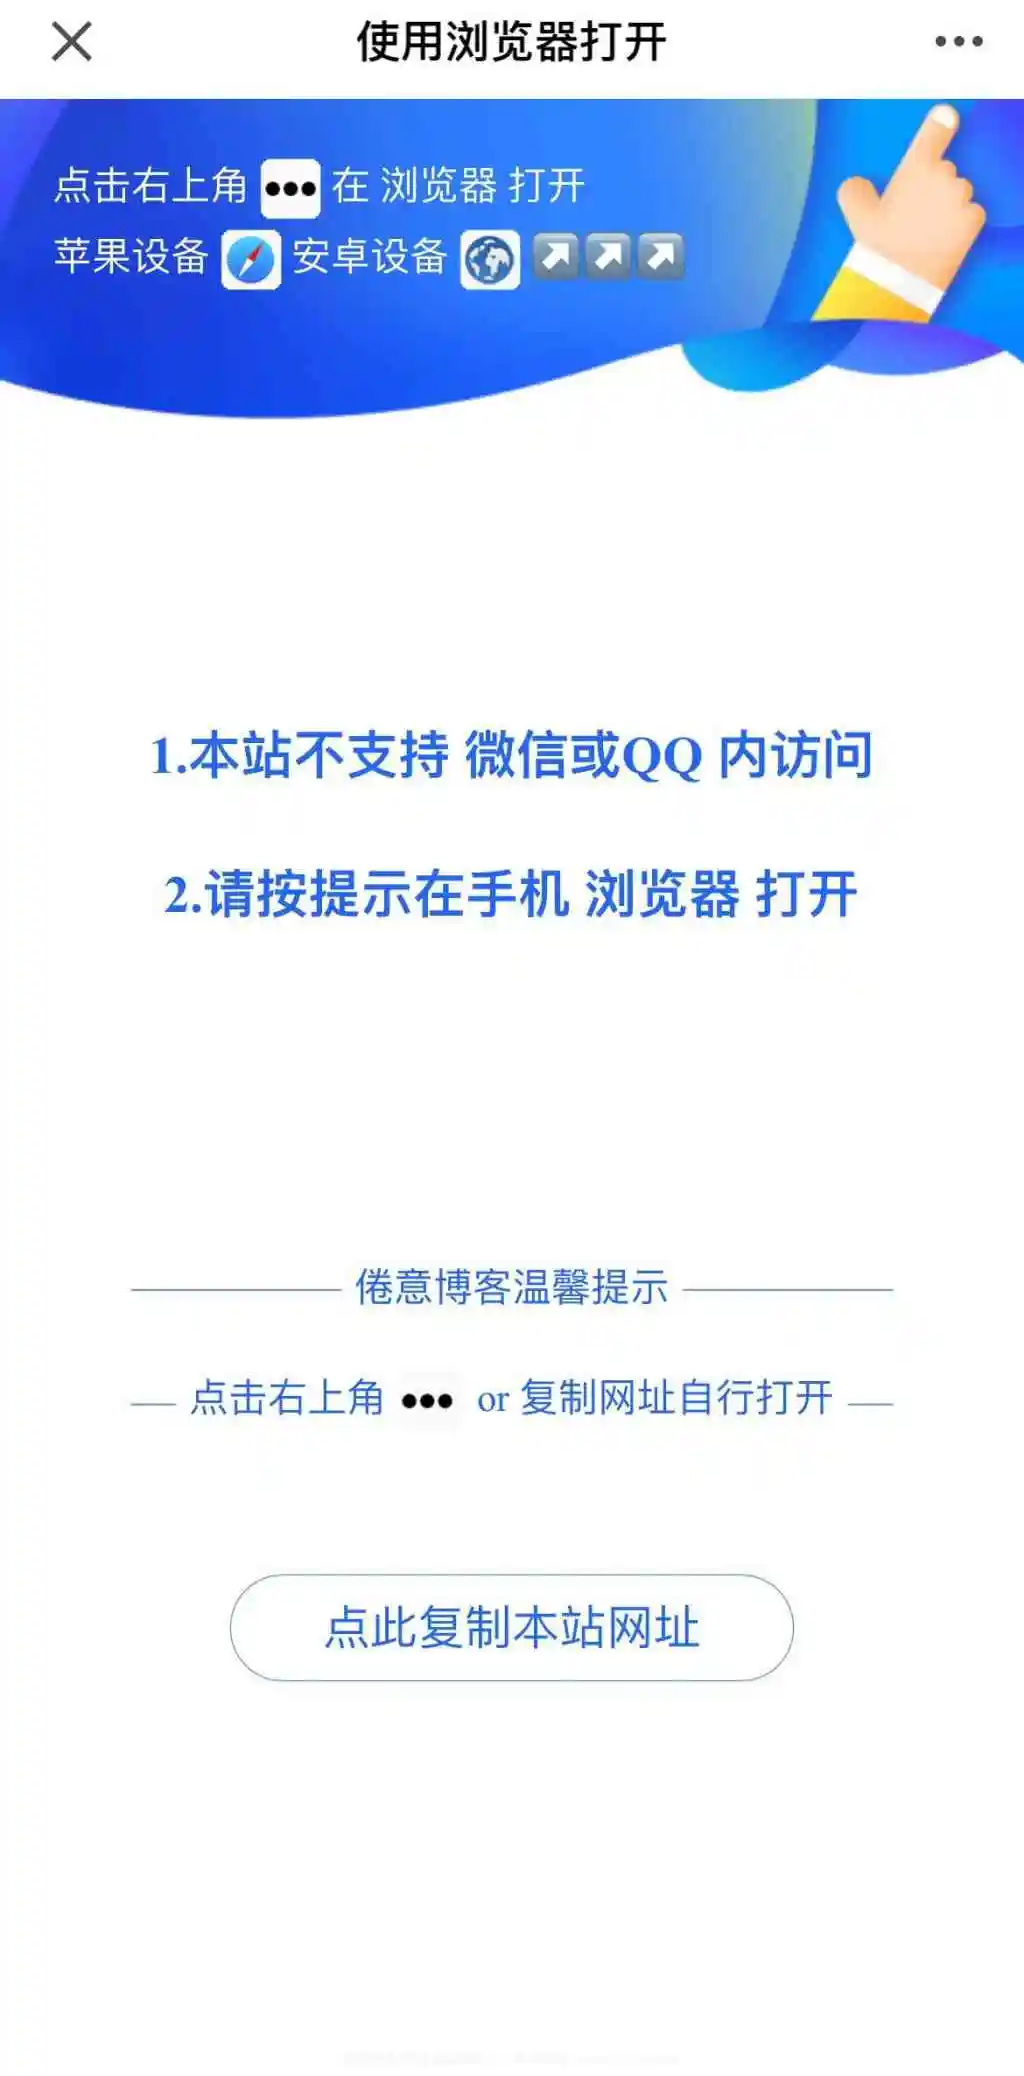 使用浏览器打开
点击右上角 ••• 在 浏览器 打开
苹果设备 安卓设备
1.本站不支持 微信或QQ 内访问
2.请按提示在手机 浏览器 打开
倦意博客温馨提示
点击右上角 ••• or 复制网址自行打开
点此复制本站网址